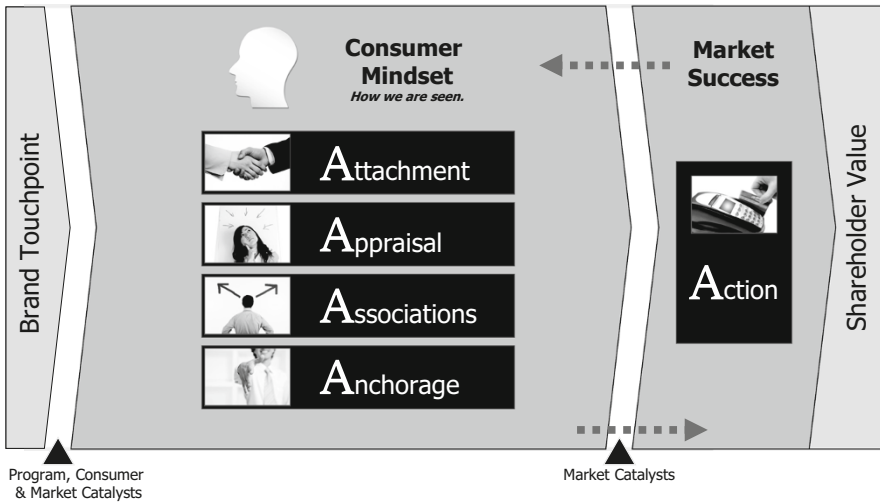 Brand Touchpoint
Consumer
Mindset
How we are seen.
Attachment
Appraisal
Associations
Anchorage
Market
Success
Action
Shareholder Value
Program, Consumer
& Market Catalysts
Market Catalysts